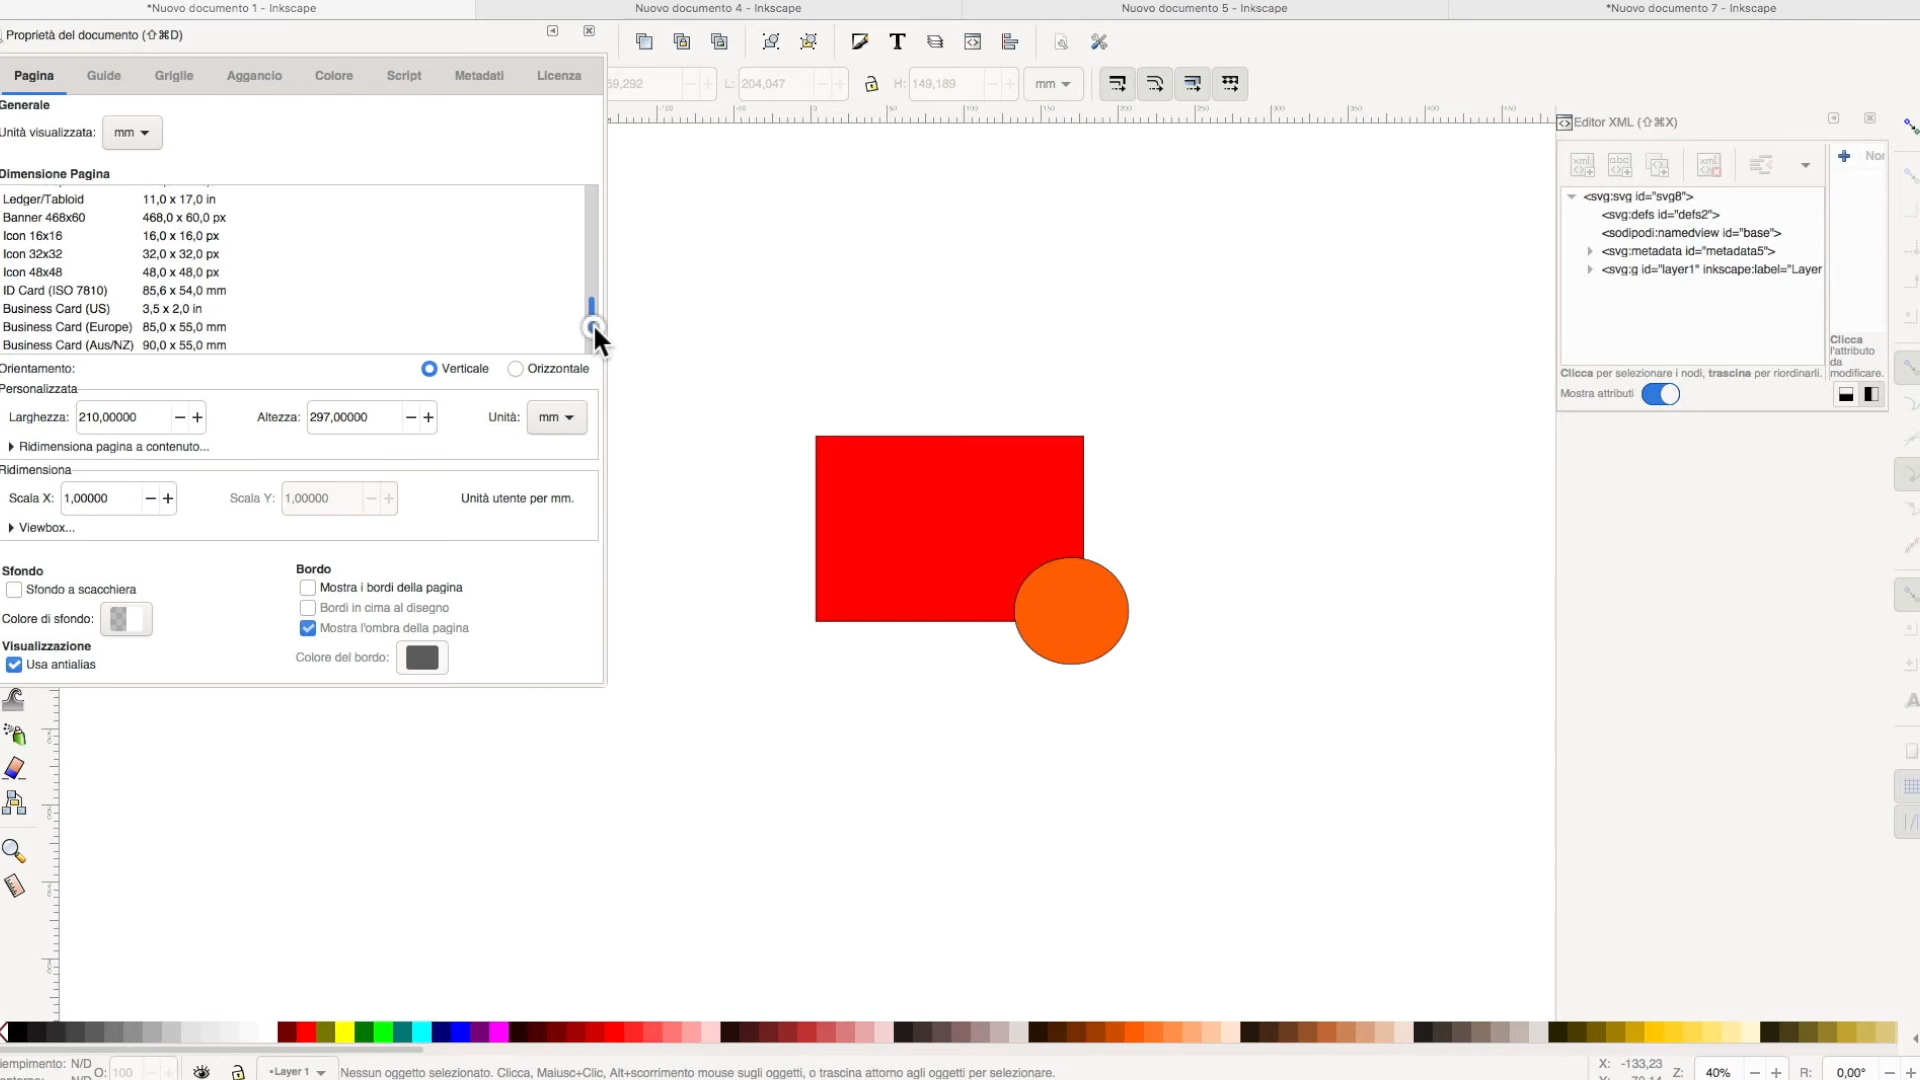 *Nuovo documento 1 - Inkscape
Nuovo documento 4 - Inkscape
Nuovo documento 5 - Inkscape
*Nuovo documento 7 - Inkscape
Proprietà del documento (⇧⌘D)
Pagina Guide Griglie Aggancio Colore Script Metadati Licenza
L: 204,047
H: 149,189
mm
Generale
Unità visualizzata: mm
Dimensione Pagina
Ledger/Tabloid 11,0 x 17,0 in
Banner 468x60 468,0 x 60,0 px
Icon 16x16 16,0 x 16,0 px
Icon 32x32 32,0 x 32,0 px
Icon 48x48 48,0 x 48,0 px
ID Card (ISO 7810) 85,6 x 54,0 mm
Business Card (US) 3,5 x 2,0 in
Business Card (Europe) 85,0 x 55,0 mm
Business Card (Aus/NZ) 90,0 x 55,0 mm
Orientamento: Verticale Orizzontale
Personalizzata
Larghezza: 210,00000 Altezza: 297,00000 Unità: mm
Ridimensiona pagina a contenuto...
Ridimensiona
Scala X: 1,00000 Scala Y: 1,00000 Unità utente per mm.
Viewbox...
Sfondo
Sfondo a scacchiera
Colore di sfondo:
Visualizzazione
Usa antialias
Bordo
Mostra i bordi della pagina
Bordi in cima al disegno
Mostra l'ombra della pagina
Colore del bordo:
Editor XML (⇧⌘X)
<svg:svg id="svg8">
<svg:defs id="defs2">
<sodipodi:namedview id="base">
<svg:metadata id="metadata5">
<svg:g id="layer1" inkscape:label="Layer
Clicca per selezionare i nodi, trascina per riordinarli.
Mostra attributi
Clicca
l'attributo
da
modificare.
N/D
O: 100
•Layer 1
Nessun oggetto selezionato. Clicca, Maiusc+Clic, Alt+scorrimento mouse sugli oggetti, o trascina attorno agli oggetti per selezionare.
X: -133,23
Z: 40%
R: 0,00°